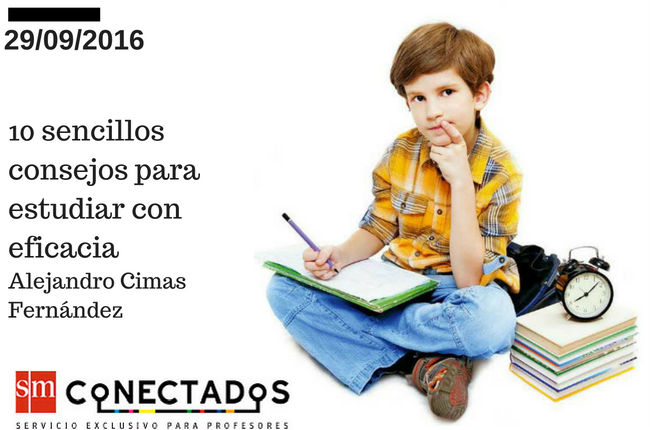 29/09/2016
10 sencillos
consejos para
estudiar con
eficacia
Alejandro Cimas
Fernández
sm CONECTADOS
SERVICIO EXCLUSIVO PARA PROFESORES